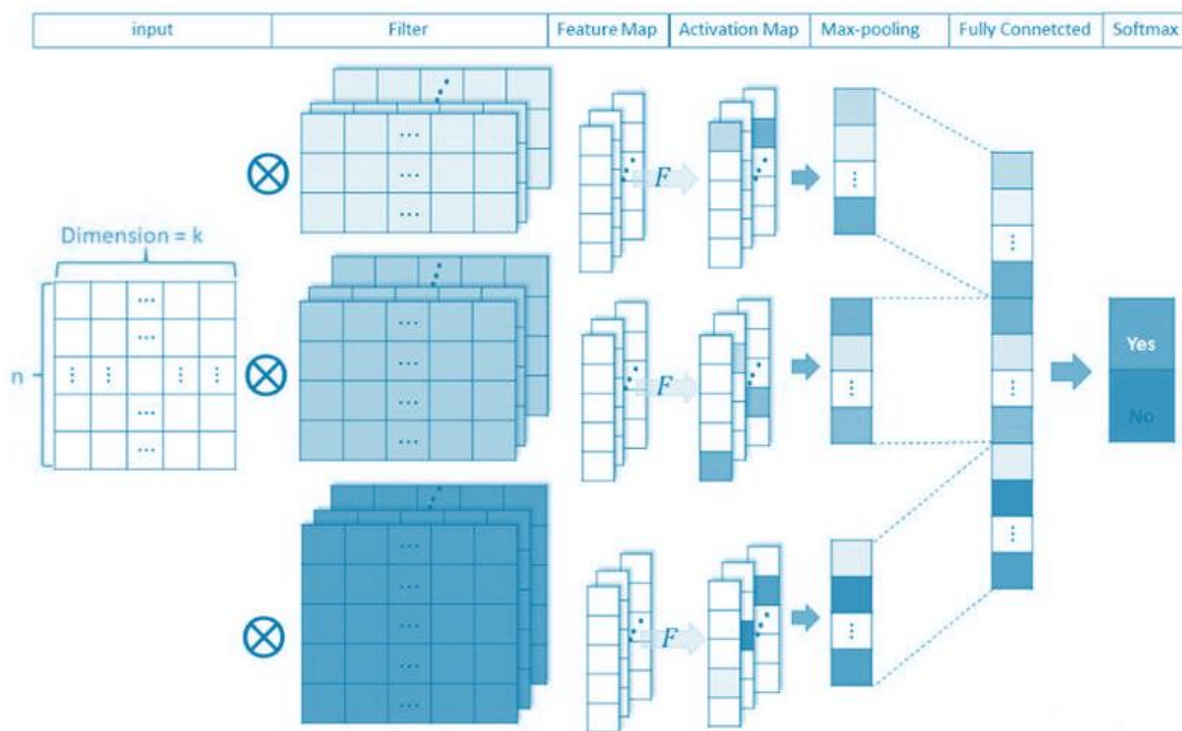 input Filter Feature Map Activation Map Max-pooling Fully Connetcted Softmax
Dimension = k
n
F
F
F
Yes
No